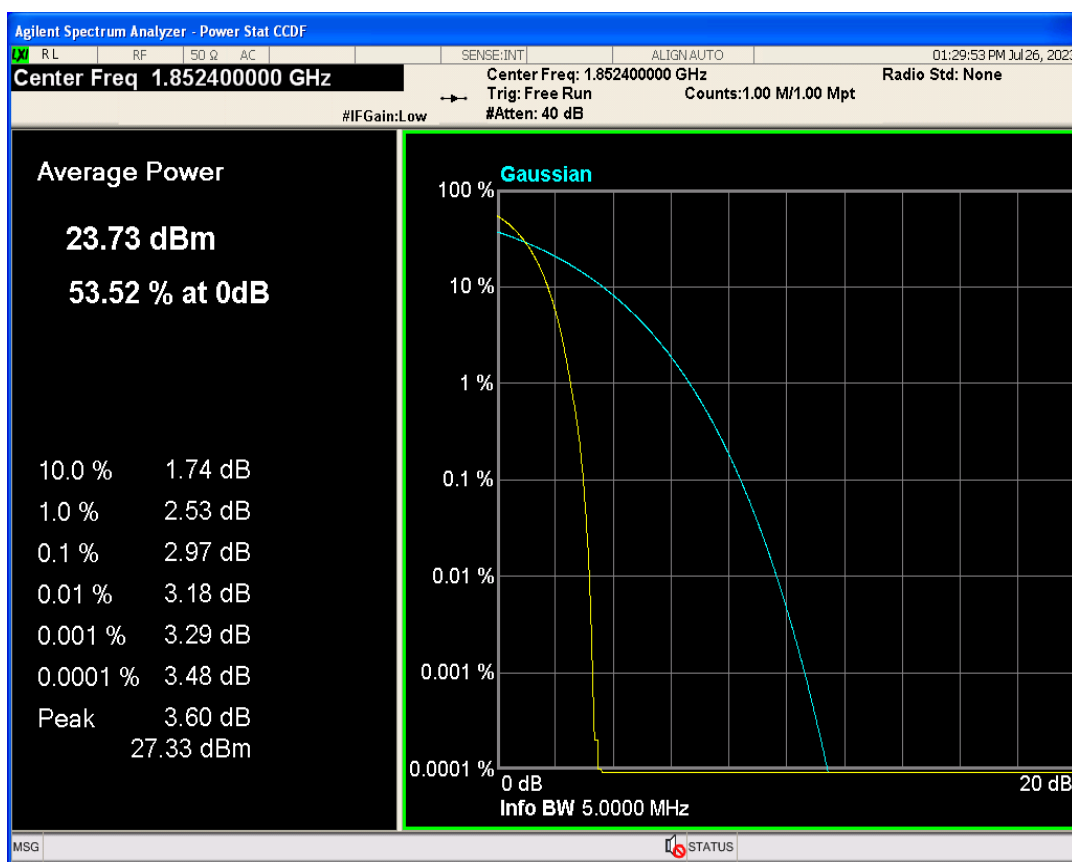 Agilent Spectrum Analyzer - Power Stat CCDF
LXI RL RF 50 Ω AC SENSE:INT ALIGN AUTO 01:29:53 PM Jul 26, 2023
Center Freq 1.852400000 GHz
#IFGain:Low
Center Freq: 1.852400000 GHz Radio Std: None
Trig: Free Run Counts:1.00 M/1.00 Mpt
#Atten: 40 dB
Average Power
23.73 dBm
53.52 % at 0dB
10.0 % 1.74 dB
1.0 % 2.53 dB
0.1 % 2.97 dB
0.01 % 3.18 dB
0.001 % 3.29 dB
0.0001 % 3.48 dB
Peak 3.60 dB
27.33 dBm
Gaussian
100 %
10 %
1 %
0.1 %
0.01 %
0.001 %
0.0001 %
0 dB 20 dB
Info BW 5.0000 MHz
MSG STATUS